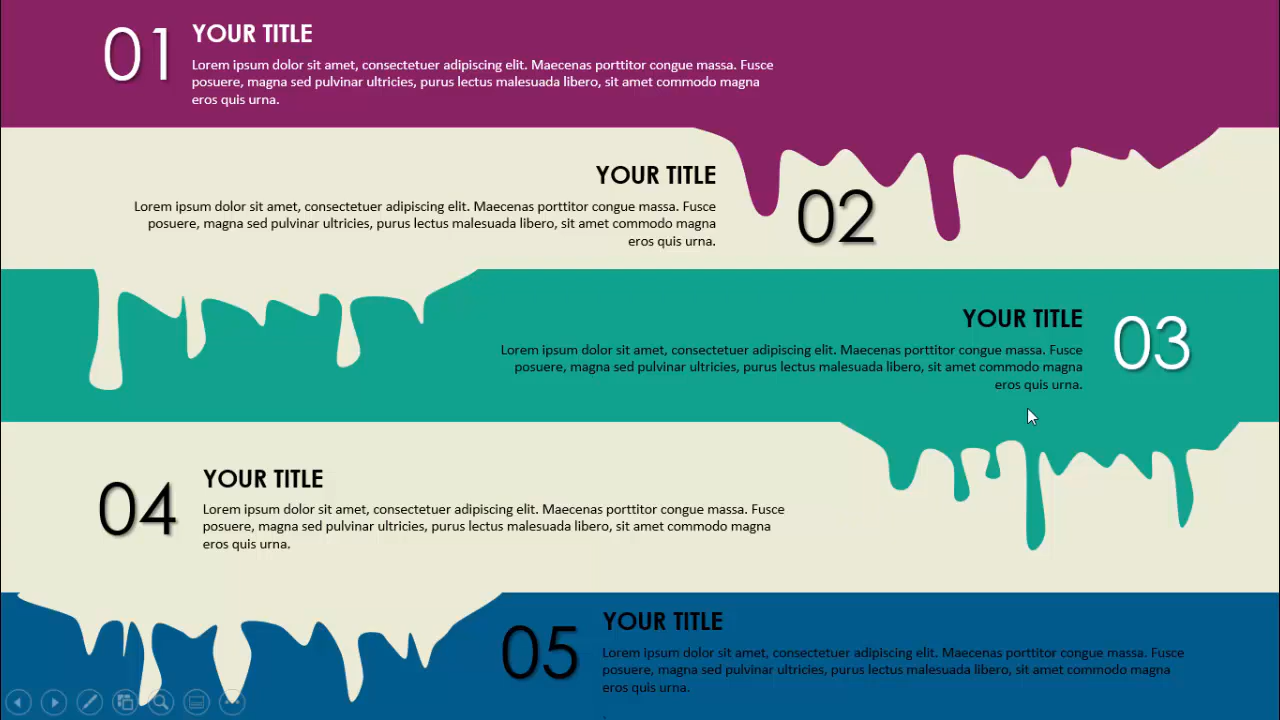 01
YOUR TITLE
Lorem ipsum dolor sit amet, consectetuer adipiscing elit. Maecenas porttitor congue massa. Fusce
posuere, magna sed pulvinar ultricies, purus lectus malesuada libero, sit amet commodo magna
eros quis urna.
YOUR TITLE
Lorem ipsum dolor sit amet, consectetuer adipiscing elit. Maecenas porttitor congue massa. Fusce
posuere, magna sed pulvinar ultricies, purus lectus malesuada libero, sit amet commodo magna
eros quis urna.
02
YOUR TITLE
Lorem ipsum dolor sit amet, consectetuer adipiscing elit. Maecenas porttitor congue massa. Fusce
posuere, magna sed pulvinar ultricies, purus lectus malesuada libero, sit amet commodo magna
eros quis urna.
03
04
YOUR TITLE
Lorem ipsum dolor sit amet, consectetuer adipiscing elit. Maecenas porttitor congue massa. Fusce
posuere, magna sed pulvinar ultricies, purus lectus malesuada libero, sit amet commodo magna
eros quis urna.
05
YOUR TITLE
Lorem ipsum dolor sit amet, consectetuer adipiscing elit. Maecenas porttitor congue massa. Fusce
posuere, magna sed pulvinar ultricies, purus lectus malesuada libero, sit amet commodo magna
eros quis urna.